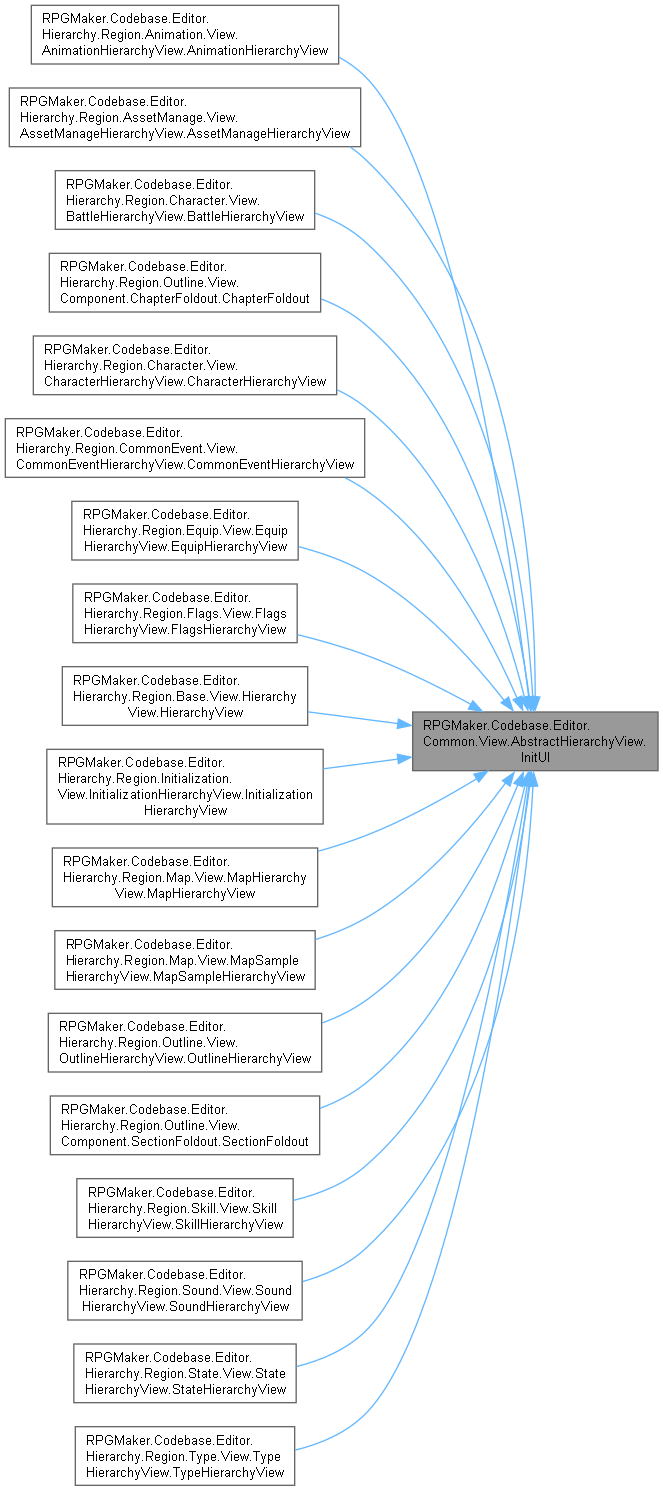 RPGMaker.Codebase.Editor.
Hierarchy.Region.Animation.View.
AnimationHierarchyView.AnimationHierarchyView
RPGMaker.Codebase.Editor.
Hierarchy.Region.AssetManage.View.
AssetManageHierarchyView.AssetManageHierarchyView
RPGMaker.Codebase.Editor.
Hierarchy.Region.Character.View.
BattleHierarchyView.BattleHierarchyView
RPGMaker.Codebase.Editor.
Hierarchy.Region.Outline.View.
Component.ChapterFoldout.ChapterFoldout
RPGMaker.Codebase.Editor.
Hierarchy.Region.Character.View.
CharacterHierarchyView.CharacterHierarchyView
RPGMaker.Codebase.Editor.
Hierarchy.Region.CommonEvent.View.
CommonEventHierarchyView.CommonEventHierarchyView
RPGMaker.Codebase.Editor.
Hierarchy.Region.Equip.View.Equip
HierarchyView.EquipHierarchyView
RPGMaker.Codebase.Editor.
Hierarchy.Region.Flags.View.Flags
HierarchyView.FlagsHierarchyView
RPGMaker.Codebase.Editor.
Hierarchy.Region.Base.View.Hierarchy
View.HierarchyView
RPGMaker.Codebase.Editor.
Common.View.AbstractHierarchyView.
InitUI
RPGMaker.Codebase.Editor.
Hierarchy.Region.Initialization.
View.InitializationHierarchyView.Initialization
HierarchyView
RPGMaker.Codebase.Editor.
Hierarchy.Region.Map.View.MapHierarchy
View.MapHierarchyView
RPGMaker.Codebase.Editor.
Hierarchy.Region.Map.View.MapSample
HierarchyView.MapSampleHierarchyView
RPGMaker.Codebase.Editor.
Hierarchy.Region.Outline.View.
OutlineHierarchyView.OutlineHierarchyView
RPGMaker.Codebase.Editor.
Hierarchy.Region.Outline.View.
Component.SectionFoldout.SectionFoldout
RPGMaker.Codebase.Editor.
Hierarchy.Region.Skill.View.Skill
HierarchyView.SkillHierarchyView
RPGMaker.Codebase.Editor.
Hierarchy.Region.Sound.View.Sound
HierarchyView.SoundHierarchyView
RPGMaker.Codebase.Editor.
Hierarchy.Region.State.View.State
HierarchyView.StateHierarchyView
RPGMaker.Codebase.Editor.
Hierarchy.Region.Type.View.Type
HierarchyView.TypeHierarchyView